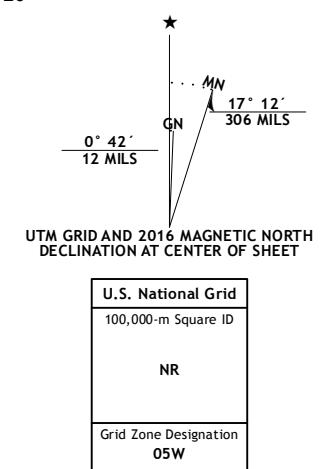 ★
MN
17° 12´
306 MILS
GN
0° 42´
12 MILS
UTM GRID AND 2016 MAGNETIC NORTH
DECLINATION AT CENTER OF SHEET
U.S. National Grid
100,000-m Square ID
NR
Grid Zone Designation
05W